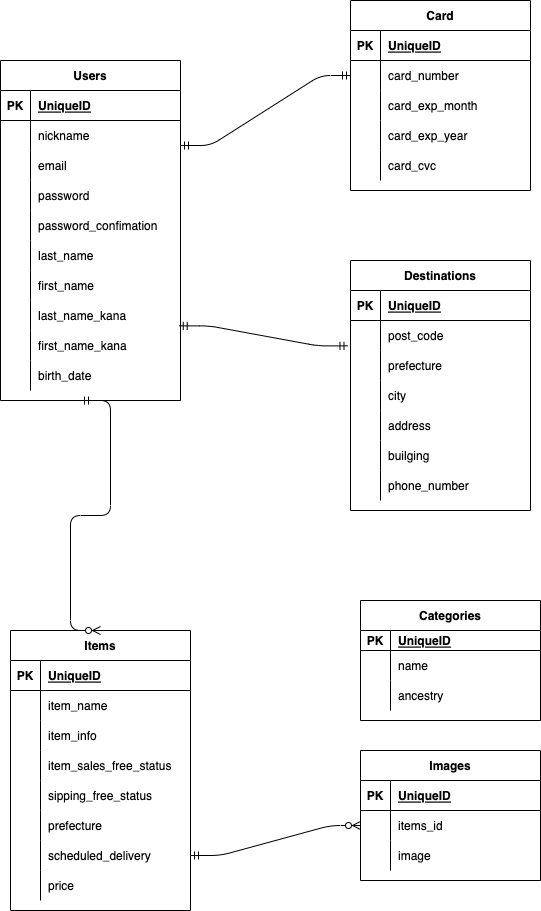 Card
PK UniqueID
card_number
card_exp_month
card_exp_year
card_cvc
Users
PK UniqueID
nickname
email
password
password_confimation
last_name
first_name
last_name_kana
first_name_kana
birth_date
Destinations
PK UniqueID
post_code
prefecture
city
address
builging
phone_number
Items
PK UniqueID
item_name
item_info
item_sales_free_status
sipping_free_status
prefecture
scheduled_delivery
price
Categories
PK UniqueID
name
ancestry
Images
PK UniqueID
items_id
image